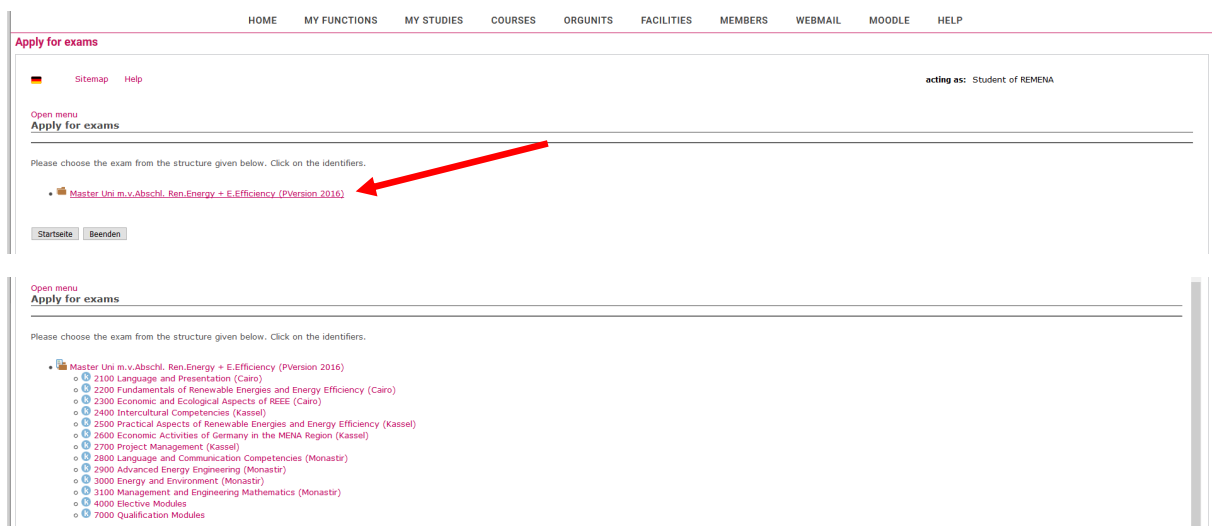 HOME MY FUNCTIONS MY STUDIES COURSES ORGUNITS FACILITIES MEMBERS WEBMAIL MOODLE HELP
Apply for exams
Sitemap Help acting as: Student of REMENA
Open menu
Apply for exams
Please choose the exam from the structure given below. Click on the identifiers.
Master Uni m.v.Abschl. Ren.Energy + E.Efficiency (PVersion 2016)
Startseite Beenden
Open menu
Apply for exams
Please choose the exam from the structure given below. Click on the identifiers.
Master Uni m.v.Abschl. Ren.Energy + E.Efficiency (PVersion 2016)
k 2100 Language and Presentation (Cairo)
k 2200 Fundamentals of Renewable Energies and Energy Efficiency (Cairo)
k 2300 Economic and Ecological Aspects of REEE (Cairo)
k 2400 Intercultural Competencies (Kassel)
k 2500 Practical Aspects of Renewable Energies and Energy Efficiency (Kassel)
k 2600 Economic Activities of Germany in the MENA Region (Kassel)
k 2700 Project Management (Kassel)
k 2800 Language and Communication Competencies (Monastir)
k 2900 Advanced Energy Engineering (Monastir)
k 3000 Energy and Environment (Monastir)
k 3100 Management and Engineering Mathematics (Monastir)
k 4000 Elective Modules
k 7000 Qualification Modules